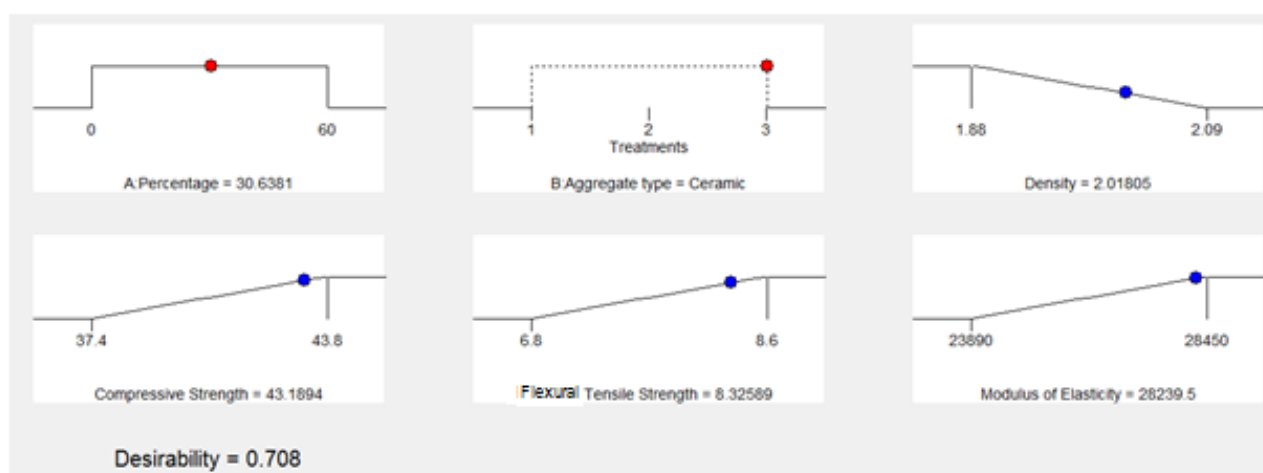 0 60
A:Percentage = 30.6381
1 2 3
Treatments
B:Aggregate type = Ceramic
1.88 2.09
Density = 2.01805
37.4 43.8
Compressive Strength = 43.1894
6.8 8.6
Flexural Tensile Strength = 8.32589
23890 28450
Modulus of Elasticity = 28239.5
Desirability = 0.708